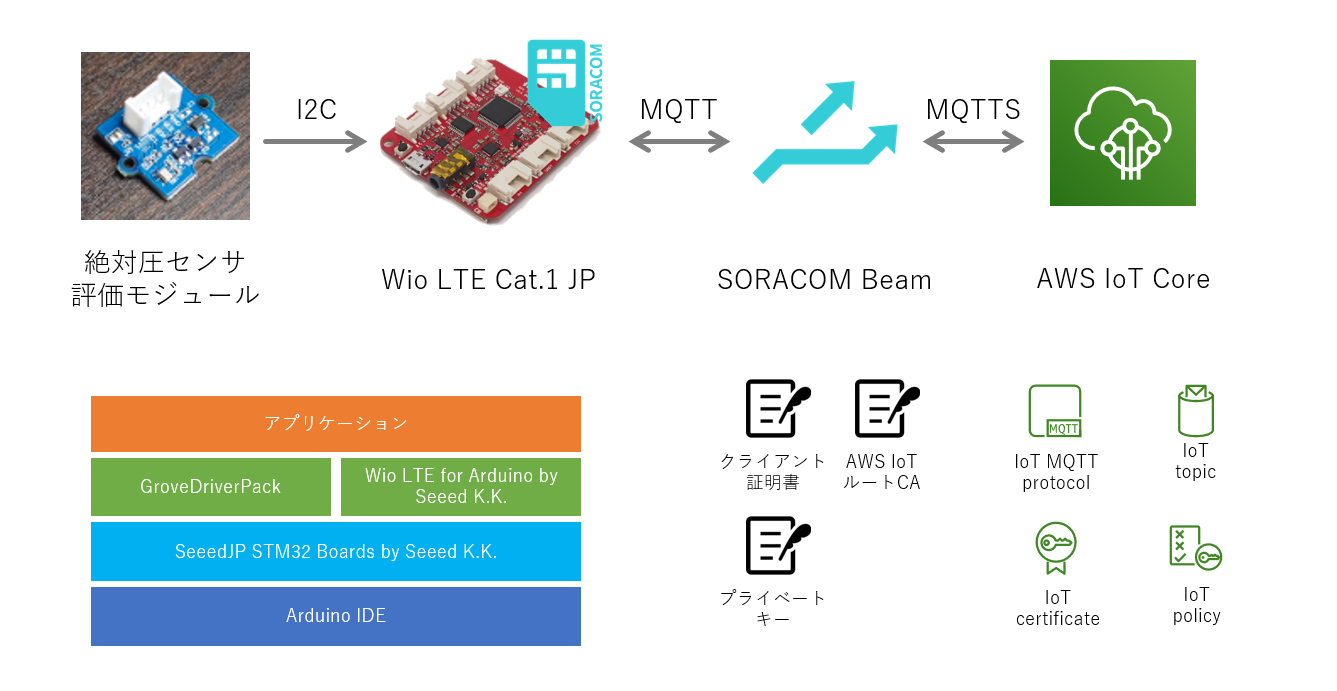 SORACOM
I2C
MQTT
MQTTS
絶対圧センサ
評価モジュール
Wio LTE Cat.1 JP
SORACOM Beam
AWS IoT Core
アプリケーション
GroveDriverPack
Wio LTE for Arduino by
Seeed K.K.
SeeedJP STM32 Boards by Seeed K.K.
Arduino IDE
クライアント
証明書
AWS IoT
ルートCA
プライベート
キー
MQTT
IoT MQTT
protocol
IoT
topic
IoT
certificate
IoT
policy